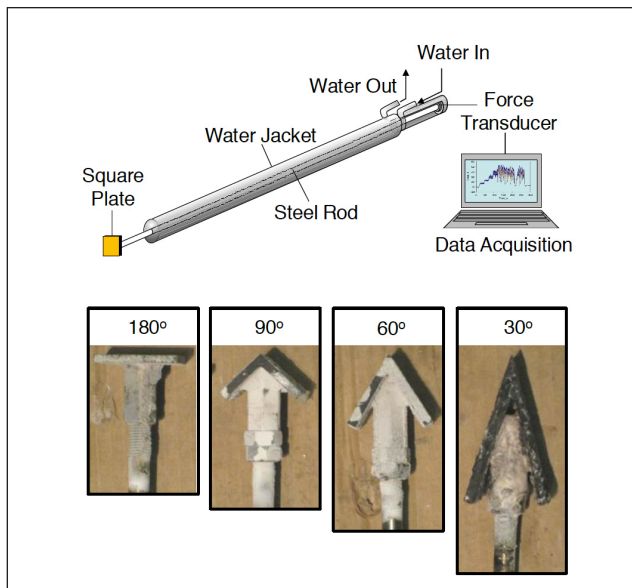 Water In
Water Out
Force
Transducer
Water Jacket
Square
Plate
Steel Rod
Data Acquisition
180º
90º
60º
30º